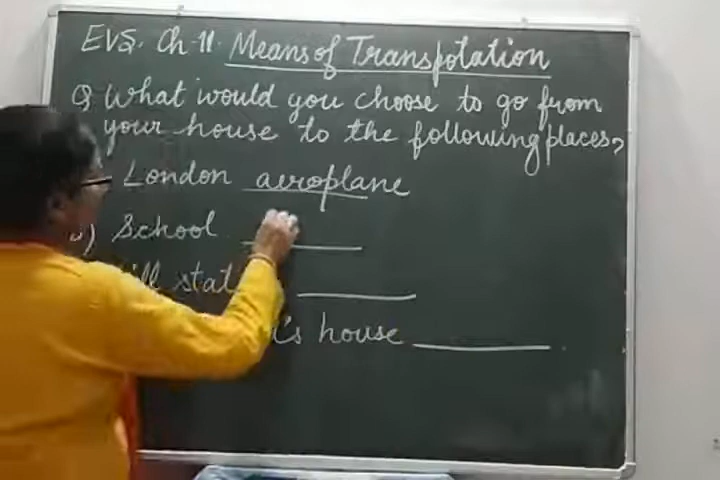 EVS. Ch-11. Means of Transpotation
Q What would you choose to go from
your house to the following places?
London aeroplane
) School
stat
's house